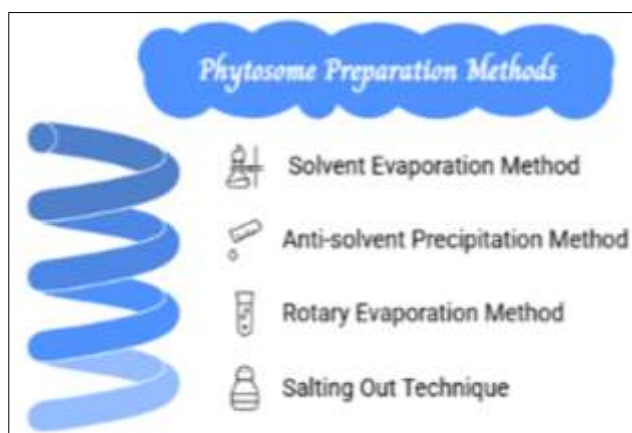 Phytosome Preparation Methods
Solvent Evaporation Method
Anti-solvent Precipitation Method
Rotary Evaporation Method
Salting Out Technique